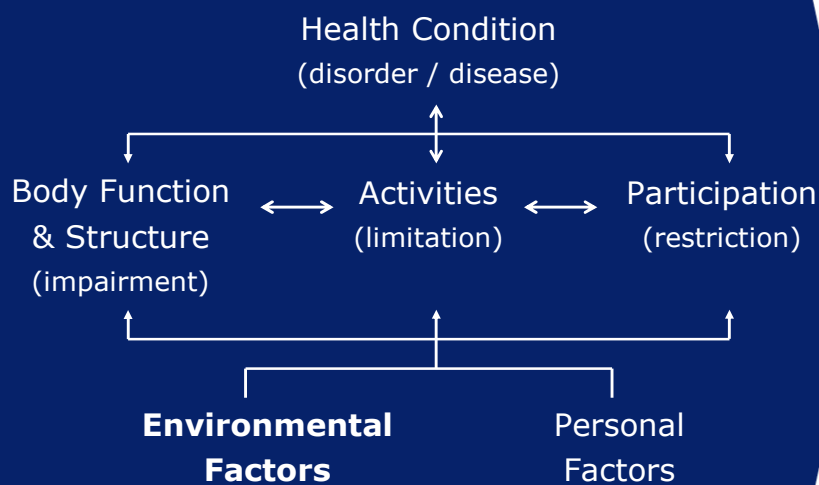 Health Condition
(disorder / disease)
Body Function
& Structure
(impairment)
Activities
(limitation)
Participation
(restriction)
Environmental
Factors
Personal
Factors